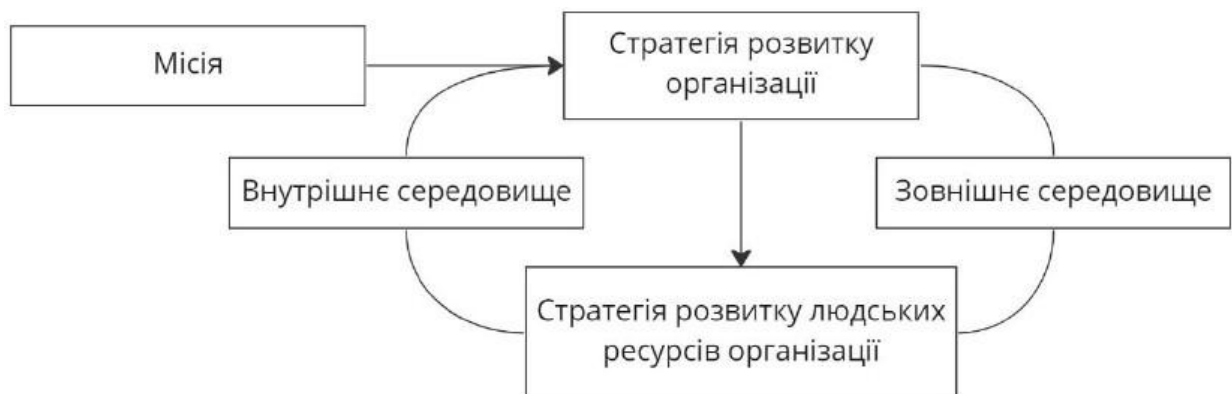 Місія
Стратегія розвитку
організації
Внутрішнє середовище
Зовнішнє середовище
Стратегія розвитку людських
ресурсів організації